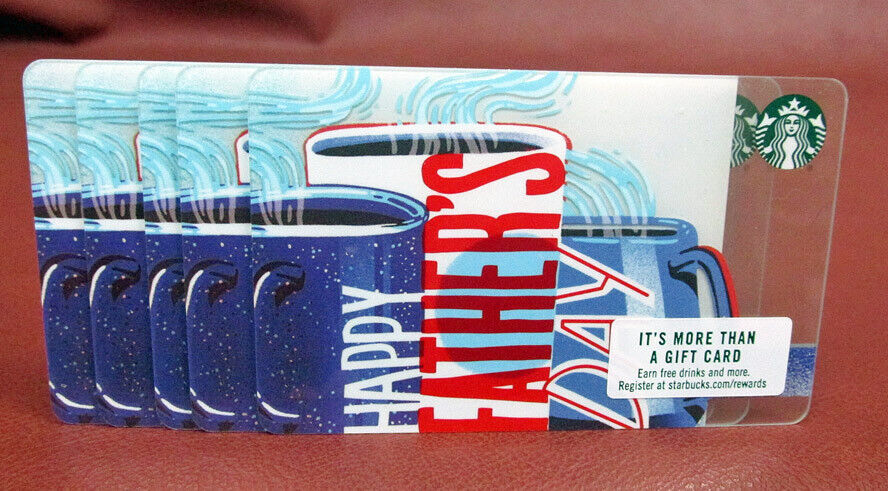 HAPPY
FATHER'S
DAY
IT'S MORE THAN
A GIFT CARD
Earn free drinks and more.
Register at starbucks.com/rewards